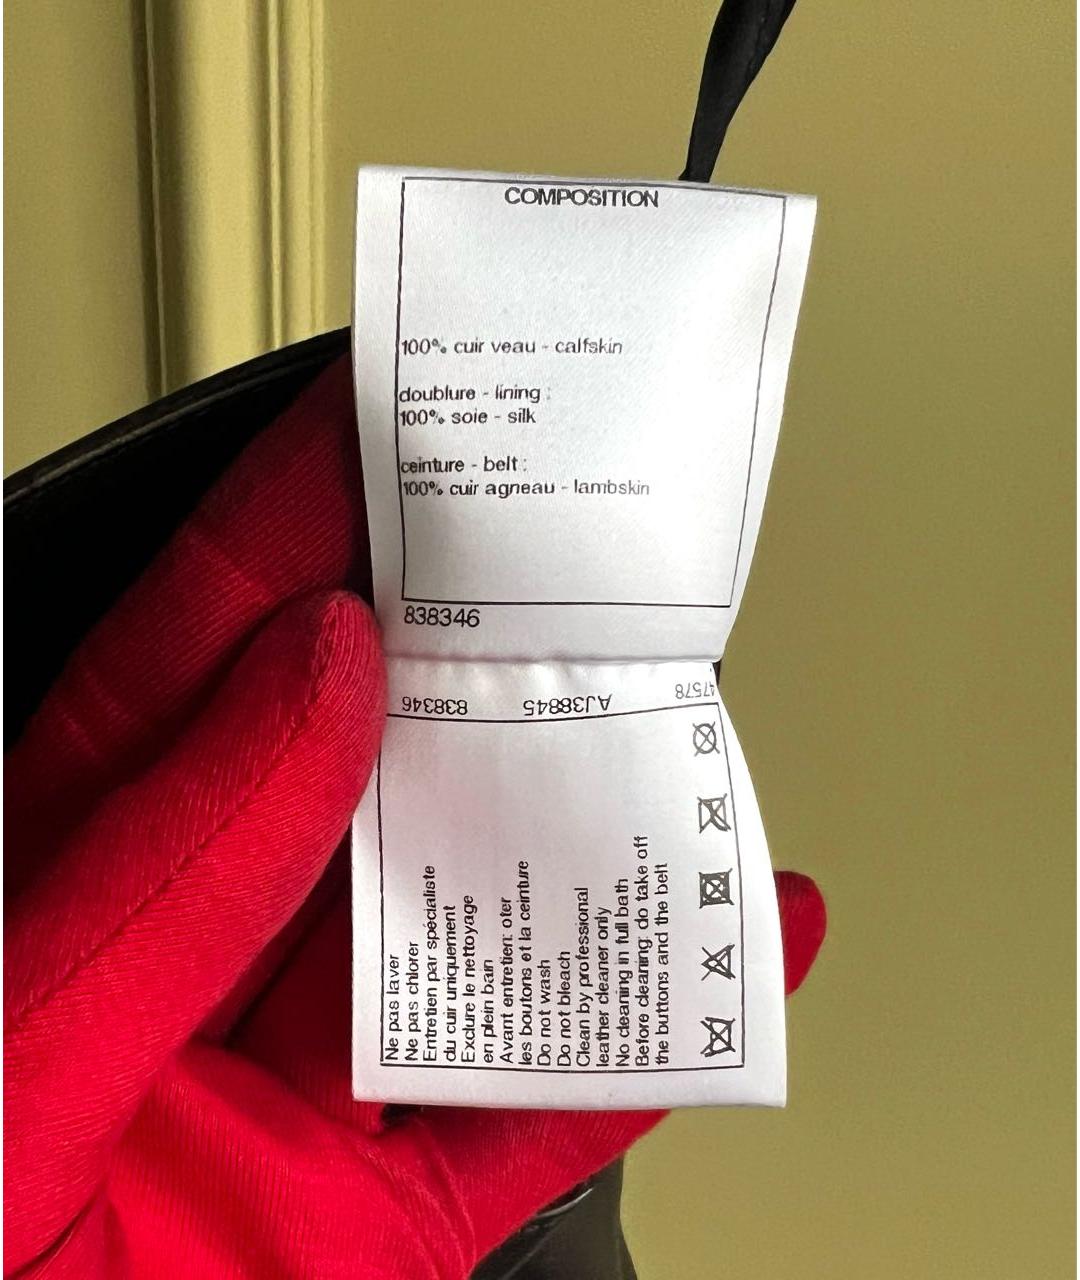 COMPOSITION
100% cuir veau - calfskin
doublure - lining :
100% soie - silk
ceinture - belt :
100% cuir agneau - lambskin
838346
838346 AJ38845 47578
Ne pas laver
Ne pas chlorer
Entretien par spécialiste
du cuir uniquement
Exclure le nettoyage
en plein bain
Avant entretien: oter
les boutons et la ceinture
Do not wash
Do not bleach
Clean by professional
leather cleaner only
No cleaning in full bath
Before cleaning: do take off
the buttons and the belt